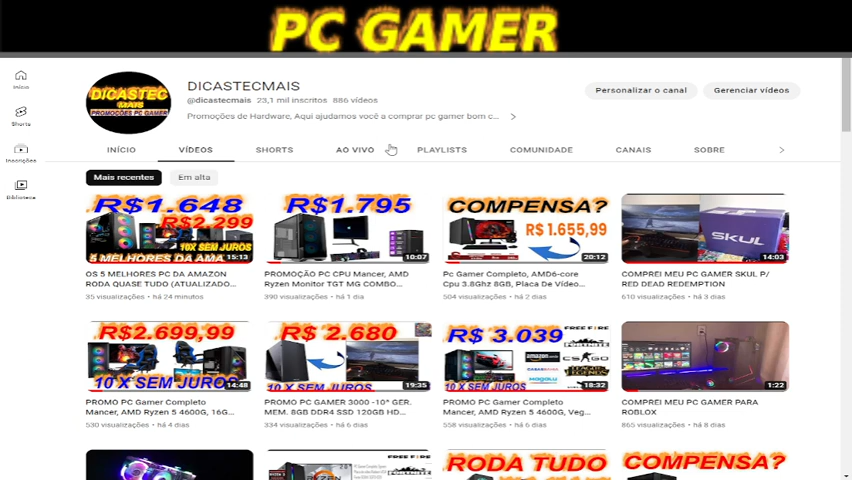 PC GAMER
DICASTEC
MAIS
PROMOÇÕES PC GAMER
DICASTECMAIS
@dicastecmais 23,1 mil inscritos 886 vídeos
Promoções de Hardware, Aqui ajudamos você a comprar pc gamer bom c...
Personalizar o canal
Gerenciar vídeos
Início
Shorts
Inscrições
Biblioteca
INÍCIO VÍDEOS SHORTS AO VIVO PLAYLISTS COMUNIDADE CANAIS SOBRE
Mais recentes Em alta
R$1.648
R$2.299
10X SEM JUROS
5 MELHORES DA AMA
15:13
OS 5 MELHORES PC DA AMAZON
RODA QUASE TUDO (ATUALIZADO...
35 visualizações • há 24 minutos
R$1.795
10:07
PROMOÇÃO PC CPU Mancer, AMD
Ryzen Monitor TGT MG COMBO...
390 visualizações • há 1 dia
COMPENSA?
R$ 1.655,99
20:12
Pc Gamer Completo, AMD6-core
Cpu 3.8Ghz 8GB, Placa De Vídeo...
504 visualizações • há 2 dias
SKUL
14:03
COMPREI MEU PC GAMER SKUL P/
RED DEAD REDEMPTION
610 visualizações • há 3 dias
R$2.699,99
10 X SEM JUROS
14:48
PROMO PC Gamer Completo
Mancer, AMD Ryzen 5 4600G, 16G...
530 visualizações • há 4 dias
R$ 2.680
10 X SEM JUROS
19:35
PROMO PC GAMER 3000 -10ª GER.
MEM. 8GB DDR4 SSD 120GB HD...
334 visualizações • há 6 dias
R$ 3.039
10 X SEM JUROS
FREE FIRE
FORTNITE
CS:GO
LEAGUE
LEGENDS
CASASBAHIA
Magalu
18:32
PROMO PC Gamer Completo
Mancer, AMD Ryzen 5 4600G, Veg...
558 visualizações • há 6 dias
1:22
COMPREI PC GAMER PARA
ROBLOX
865 visualizações • há 8 dias
RYZEN
FREE FIRE
FORTNITE
RODA TUDO
COMPENSA?